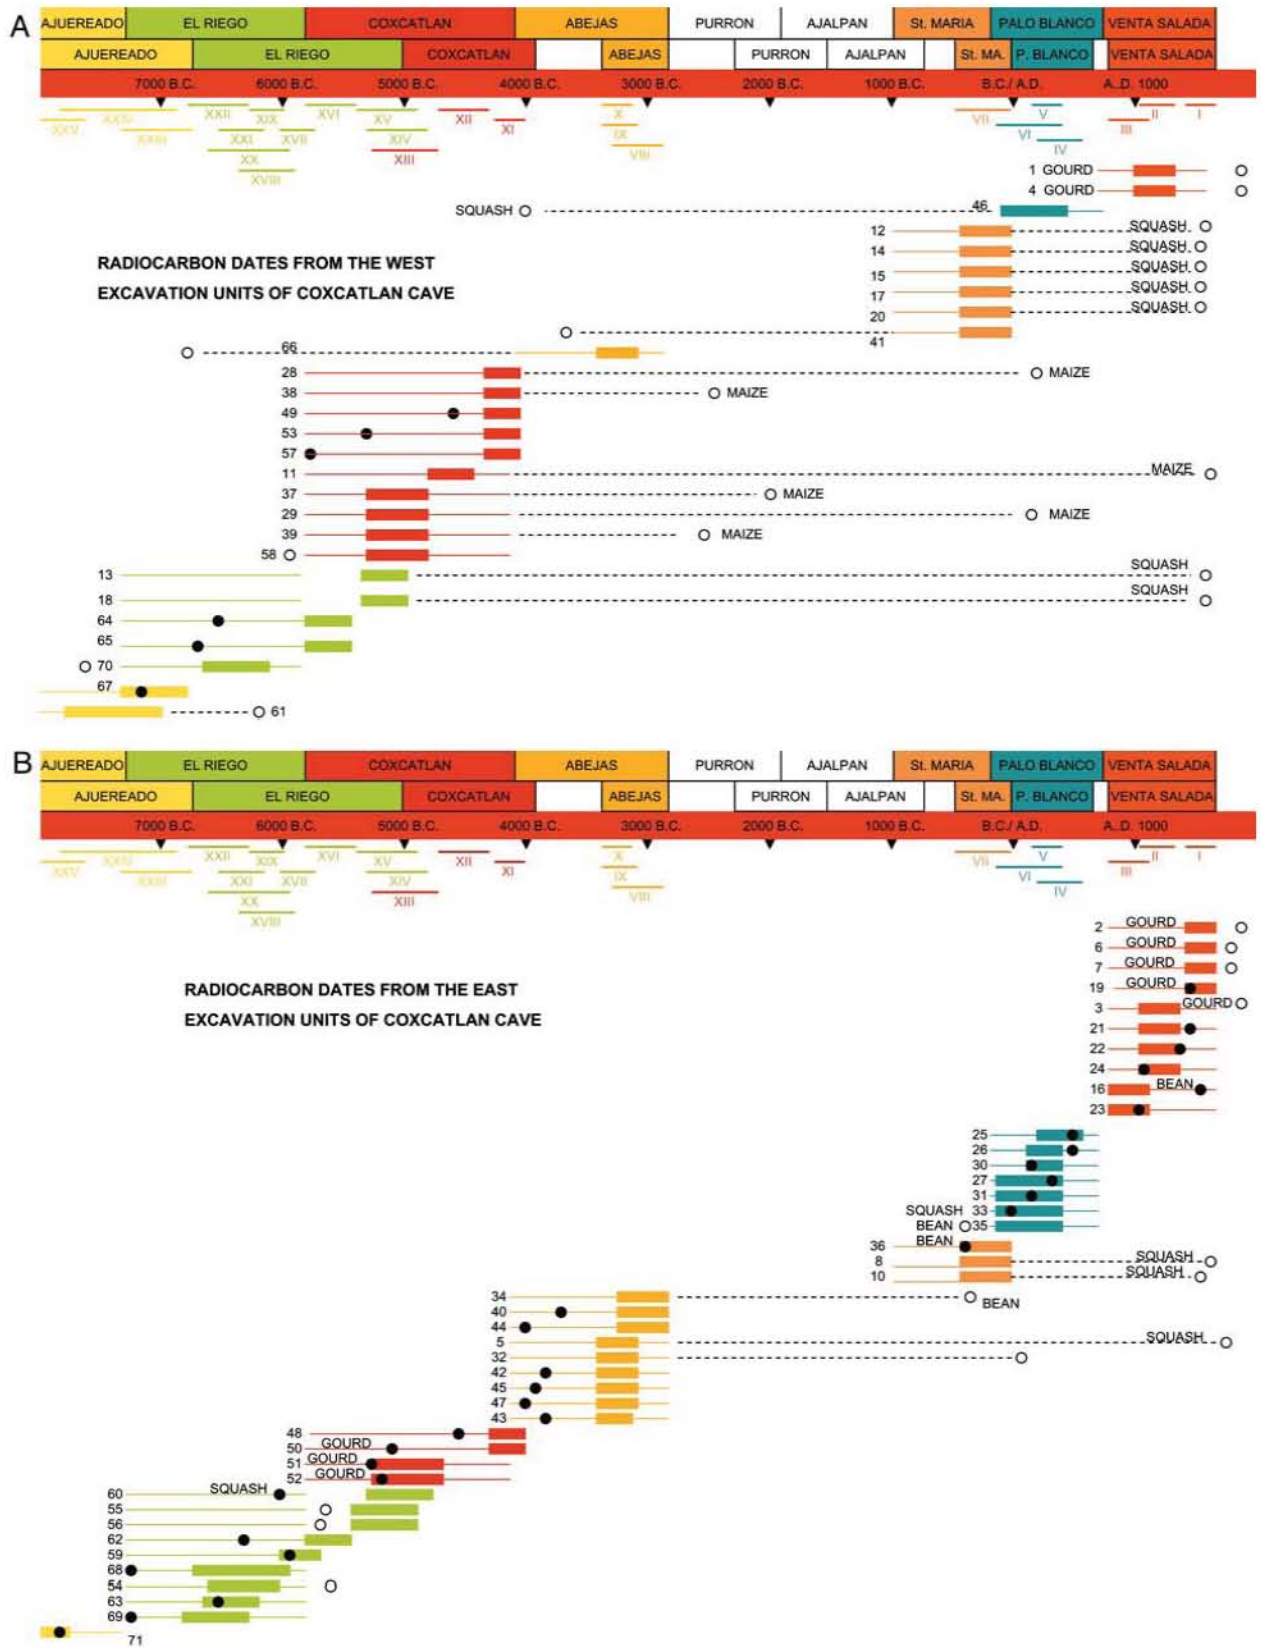 A
AJUEREADO EL RIEGO COXCATLAN ABEJAS PURRON AJALPAN St. MARIA PALO BLANCO VENTA SALADA
AJUEREADO EL RIEGO COXCATLAN ABEJAS PURRON AJALPAN St. MA. P. BLANCO VENTA SALADA
7000 B.C. 6000 B.C. 5000 B.C. 4000 B.C. 3000 B.C. 2000 B.C. 1000 B.C. B.C./ A.D. A..D. 1000
XXII XVI X V II I
XXV XXIV XIX XV XII XI VII III
XXIII XXI XVII XIV IX VI
XX XIII VIII IV
XVIII
1 GOURD
4 GOURD
SQUASH 46
12 SQUASH
14 SQUASH
15 SQUASH
17 SQUASH
20 SQUASH
41
RADIOCARBON DATES FROM THE WEST
EXCAVATION UNITS OF COXCATLAN CAVE
66
28 MAIZE
38 MAIZE
49
53
57
11 MAIZE
37 MAIZE
29 MAIZE
39 MAIZE
58
13 SQUASH
18 SQUASH
64
65
70
67
61
B
AJUEREADO EL RIEGO COXCATLAN ABEJAS PURRON AJALPAN St. MARIA PALO BLANCO VENTA SALADA
AJUEREADO EL RIEGO COXCATLAN ABEJAS PURRON AJALPAN St. MA. P. BLANCO VENTA SALADA
7000 B.C. 6000 B.C. 5000 B.C. 4000 B.C. 3000 B.C. 2000 B.C. 1000 B.C. B.C./ A.D. A..D. 1000
XXII XIX XVI XV XII X V II I
XXV XXIV XI VII III
XXIII XXI XVII XIV IX VI
XX XIII VIII IV
XVIII
2 GOURD
6 GOURD
7 GOURD
19 GOURD
3 GOURD
21
22
24
16 BEAN
23
RADIOCARBON DATES FROM THE EAST
EXCAVATION UNITS OF COXCATLAN CAVE
25
26
30
27
31
SQUASH 33
BEAN 35
36 BEAN
8 SQUASH
10 SQUASH
34 BEAN
40
44
5 SQUASH
32
42
45
47
43
48
50 GOURD
51 GOURD
52 GOURD
60 SQUASH
55
56
62
59
68
54
63
69
71